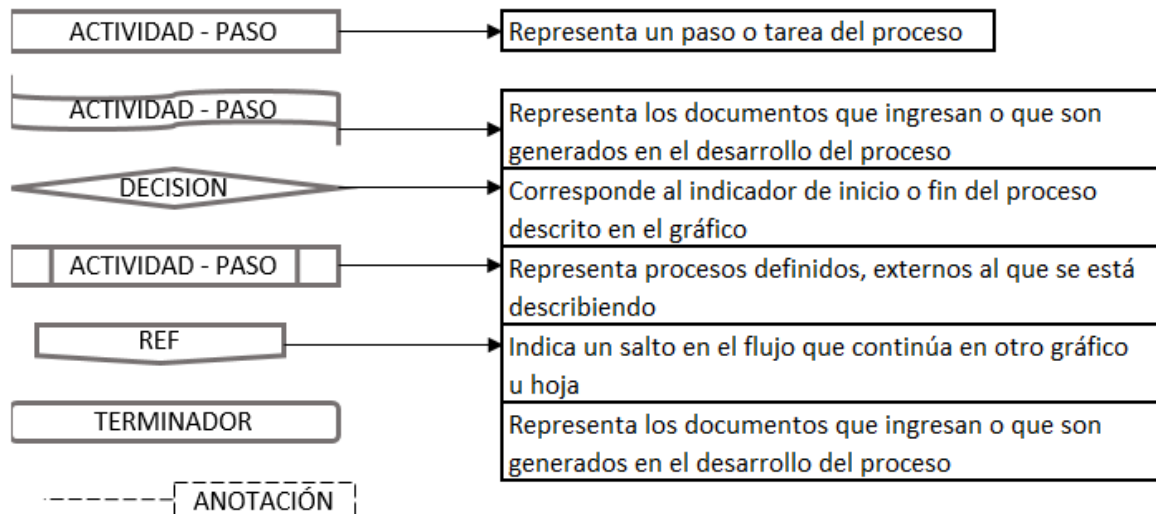 ACTIVIDAD - PASO
Representa un paso o tarea del proceso
ACTIVIDAD - PASO
Representa los documentos que ingresan o que son
generados en el desarrollo del proceso
DECISION
Corresponde al indicador de inicio o fin del proceso
descrito en el gráfico
ACTIVIDAD - PASO
Representa procesos definidos, externos al que se está
describiendo
REF
Indica un salto en el flujo que continúa en otro gráfico
u hoja
TERMINADOR
Representa los documentos que ingresan o que son
generados en el desarrollo del proceso
ANOTACIÓN